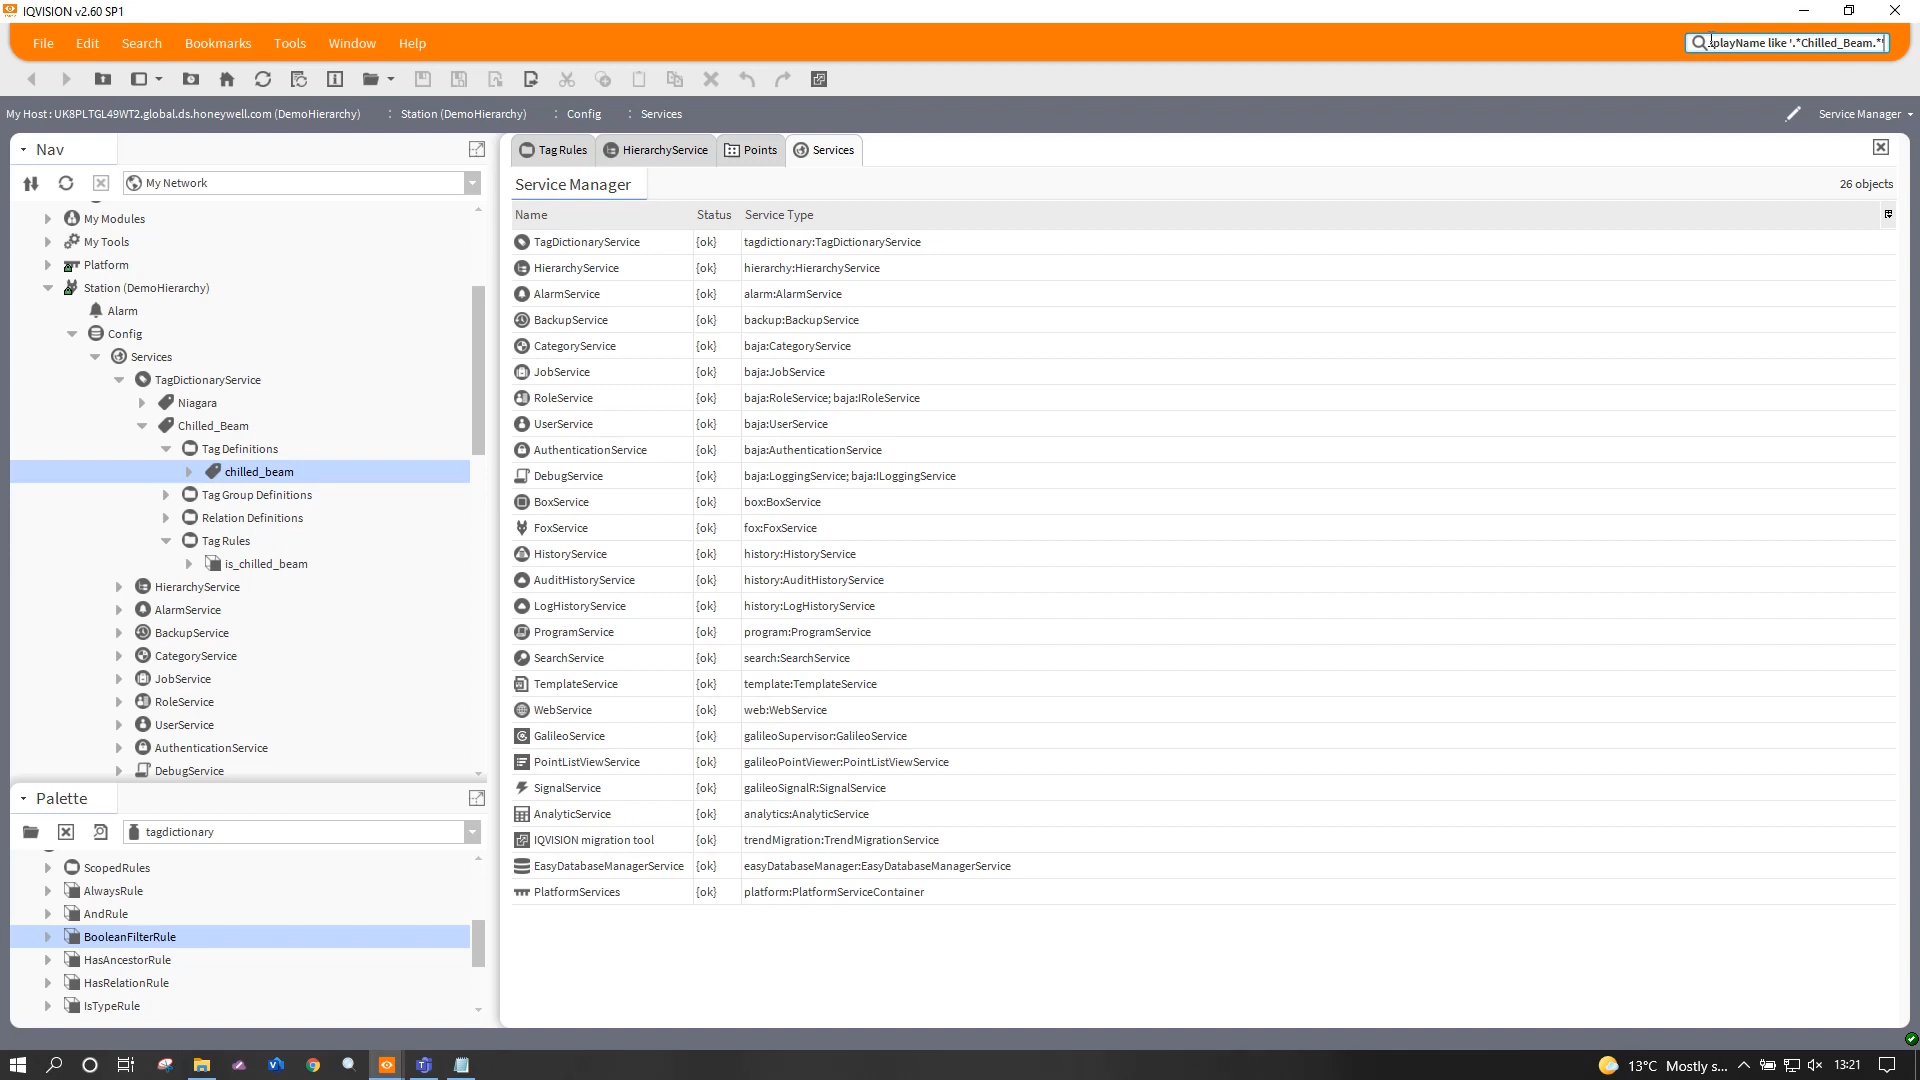 IQVISION v2.60 SP1
File Edit Search Bookmarks Tools Window Help
playName like '.*Chilled_Beam.*'
My Host : UK8PLTGL49WT2.global.ds.honeywell.com (DemoHierarchy) : Station (DemoHierarchy) : Config : Services
Service Manager
Nav
My Network
My Modules
My Tools
Platform
Station (DemoHierarchy)
Alarm
Config
Services
TagDictionaryService
Niagara
Chilled_Beam
Tag Definitions
chilled_beam
Tag Group Definitions
Relation Definitions
Tag Rules
is_chilled_beam
HierarchyService
AlarmService
BackupService
CategoryService
JobService
RoleService
UserService
AuthenticationService
DebugService
Palette
tagdictionary
ScopedRules
AlwaysRule
AndRule
BooleanFilterRule
HasAncestorRule
HasRelationRule
IsTypeRule
Tag Rules HierarchyService Points Services
Service Manager
26 objects
Name Status Service Type
TagDictionaryService {ok} tagdictionary:TagDictionaryService
HierarchyService {ok} hierarchy:HierarchyService
AlarmService {ok} alarm:AlarmService
BackupService {ok} backup:BackupService
CategoryService {ok} baja:CategoryService
JobService {ok} baja:JobService
RoleService {ok} baja:RoleService; baja:IRoleService
UserService {ok} baja:UserService
AuthenticationService {ok} baja:AuthenticationService
DebugService {ok} baja:LoggingService; baja:ILoggingService
BoxService {ok} box:BoxService
FoxService {ok} fox:FoxService
HistoryService {ok} history:HistoryService
AuditHistoryService {ok} history:AuditHistoryService
LogHistoryService {ok} history:LogHistoryService
ProgramService {ok} program:ProgramService
SearchService {ok} search:SearchService
TemplateService {ok} template:TemplateService
WebService {ok} web:WebService
GalileoService {ok} galileoSupervisor:GalileoService
PointListViewService {ok} galileoPointViewer:PointListViewService
SignalService {ok} galileoSignalR:SignalService
AnalyticService {ok} analytics:AnalyticService
IQVISION migration tool {ok} trendMigration:TrendMigrationService
EasyDatabaseManagerService {ok} easyDatabaseManager:EasyDatabaseManagerService
PlatformServices {ok} platform:PlatformServiceContainer
13°C Mostly s... 13:21